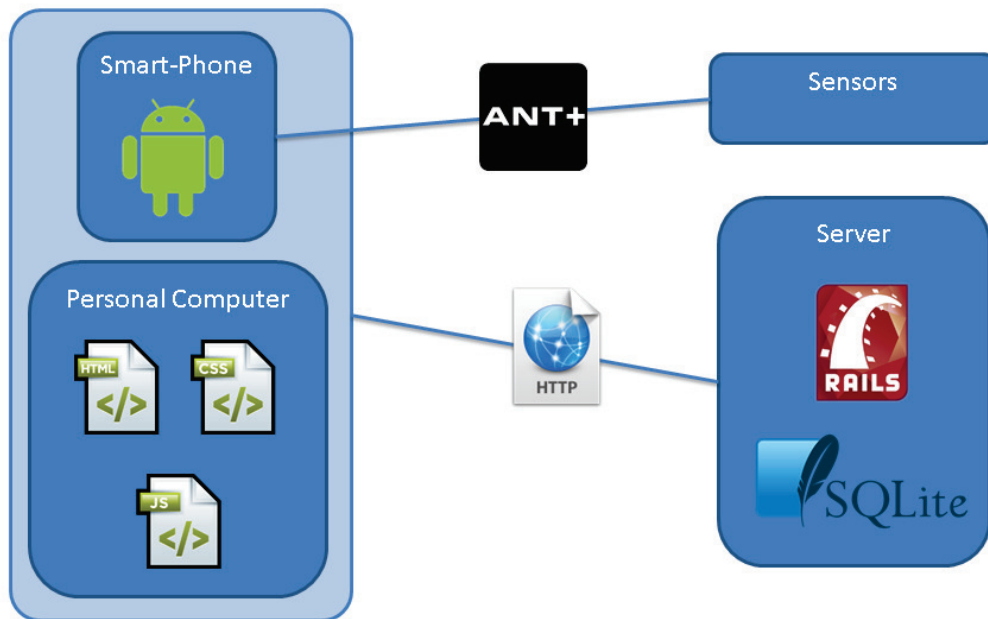 Smart-Phone
ANT+
Sensors
Personal Computer
HTML
</>
CSS
</>
JS
</>
HTTP
Server
RAILS
SQLite